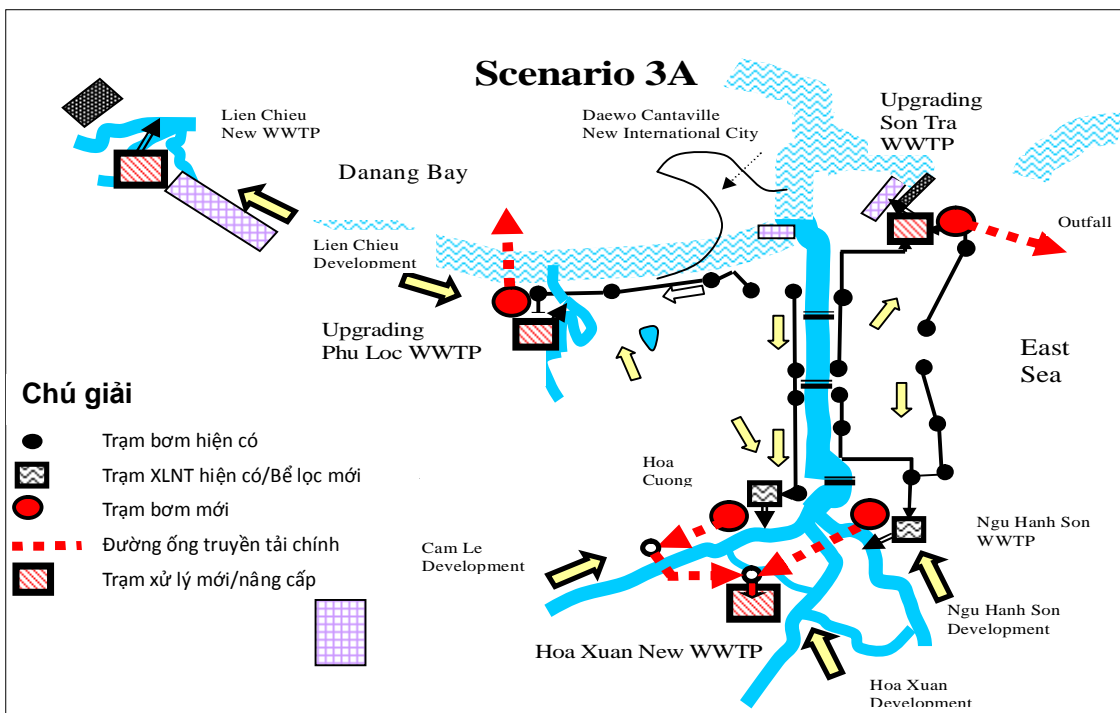 Scenario 3A
Lien Chieu
New WWTP
Daewo Cantaville
New International City
Upgrading
Son Tra
WWTP
Danang Bay
Outfall
Lien Chieu
Development
Upgrading
Phu Loc WWTP
East
Sea
Chú giải
Trạm bơm hiện có
Trạm XLNT hiện có/Bể lọc mới
Trạm bơm mới
Đường ống truyền tải chính
Trạm xử lý mới/nâng cấp
Hoa
Cuong
Cam Le
Development
Ngu Hanh Son
WWTP
Ngu Hanh Son
Development
Hoa Xuan New WWTP
Hoa Xuan
Development